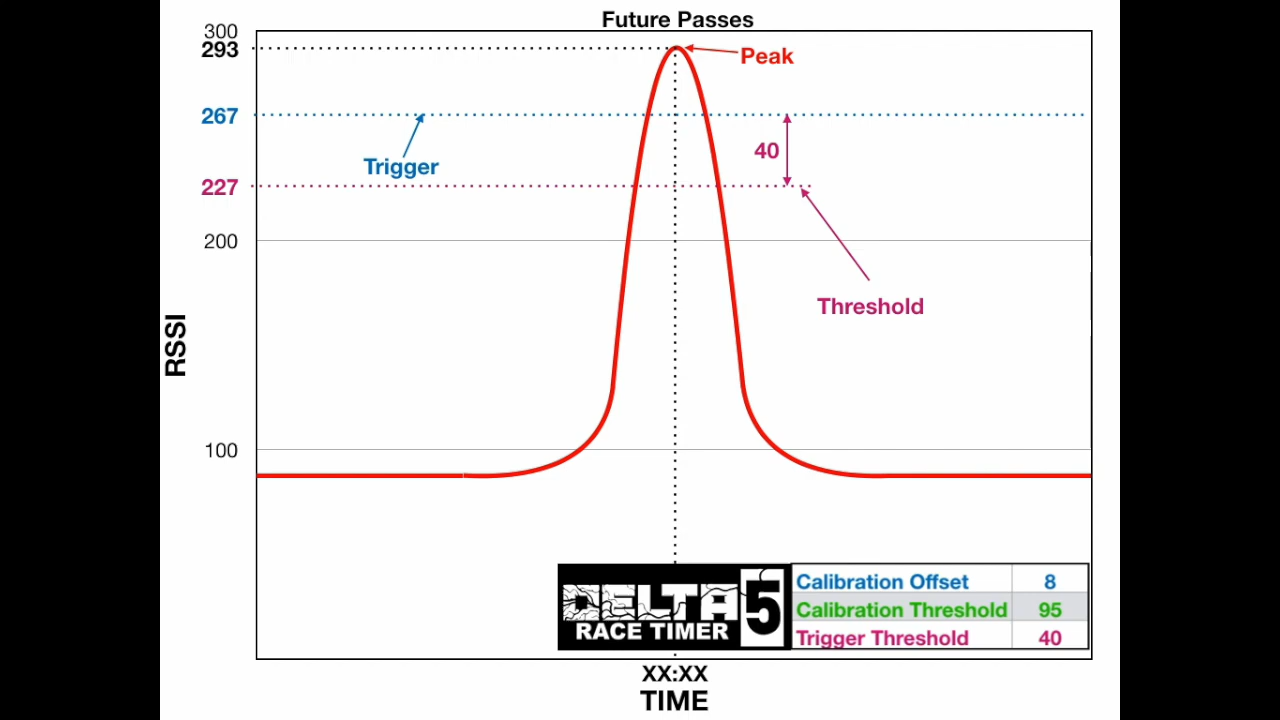 Future Passes
300
293
Peak
267
40
Trigger
227
200
Threshold
RSSI
100
DELTA 5
RACE TIMER
Calibration Offset 8
Calibration Threshold 95
Trigger Threshold 40
XX:XX
TIME